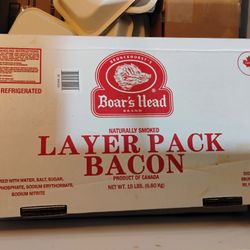 BRUNCKHORST'S
Boar's Head
BRAND
REFRIGERATED
NATURALLY SMOKED
LAYER PACK
BACON
PRODUCT OF CANADA
NET WT. 15 LBS. (6.80 Kg)
WITH WATER, SALT, SUGAR,
PHOSPHATE, SODIUM ERYTHORBATE,
SODIUM NITRITE